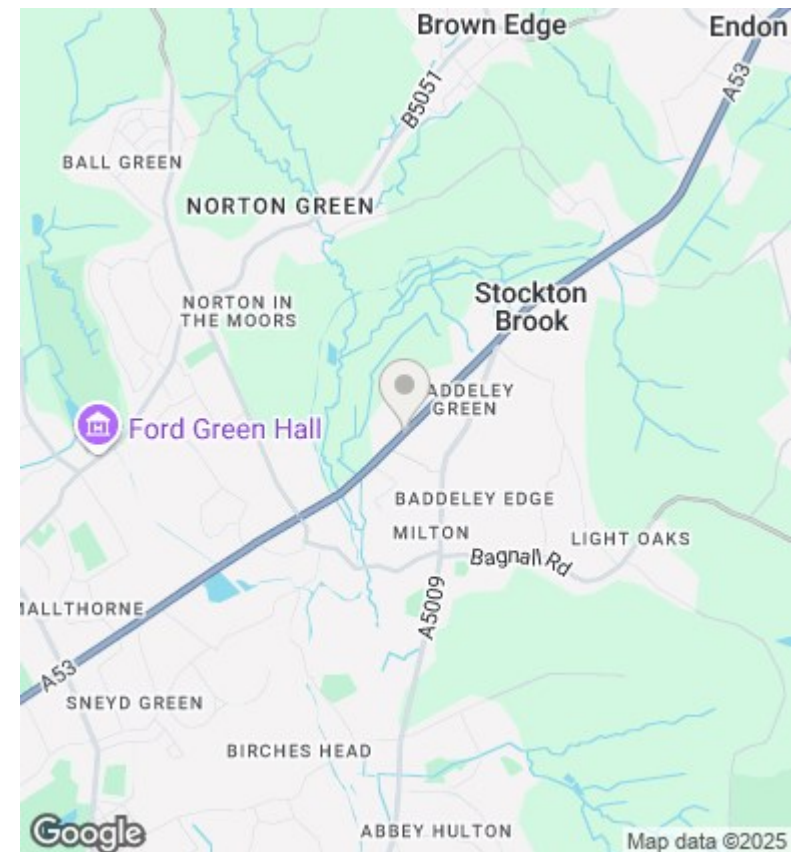 Brown Edge
Endon
A53
B5051
BALL GREEN
NORTON GREEN
NORTON IN
THE MOORS
Stockton
Brook
ADDELEY
GREEN
Ford Green Hall
BADDELEY EDGE
MILTON
LIGHT OAKS
Bagnall Rd
MALLTHORNE
A5009
A53
SNEYD GREEN
BIRCHES HEAD
ABBEY HULTON
Google
Map data ©2025